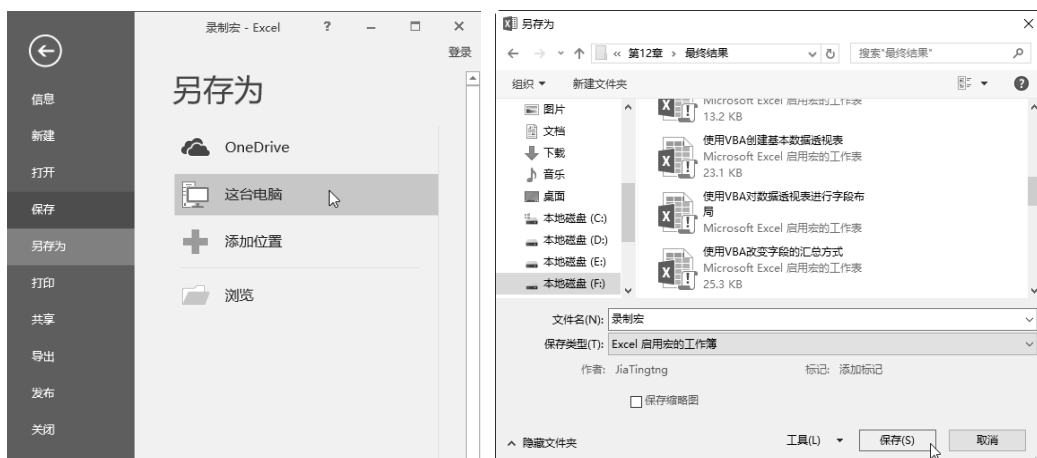 录制宏 - Excel
?
登录
另存为
信息
新建
打开
保存
另存为
打印
共享
导出
发布
关闭
OneDrive
这台电脑
添加位置
浏览
另存为
« 第12章 › 最终结果
搜索"最终结果"
组织
新建文件夹
图片
文档
下载
音乐
桌面
本地磁盘 (C:)
本地磁盘 (D:)
本地磁盘 (E:)
本地磁盘 (F:)
Microsoft Excel 启用宏的工作表
13.2 KB
使用VBA创建基本数据透视表
Microsoft Excel 启用宏的工作表
23.1 KB
使用VBA对数据透视表进行字段布
局
Microsoft Excel 启用宏的工作表
使用VBA改变字段的汇总方式
Microsoft Excel 启用宏的工作表
25.3 KB
文件名(N): 录制宏
保存类型(T): Excel 启用宏的工作簿
作者: JiaTingtng
标记: 添加标记
保存缩略图
隐藏文件夹
工具(L)
保存(S)
取消